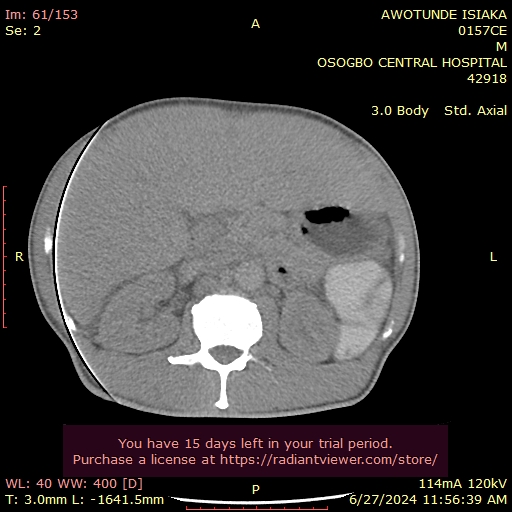 Im: 61/153
Se: 2
A
AWOTUNDE ISIAKA
0157CE
M
OSOGBO CENTRAL HOSPITAL
42918
3.0 Body Std. Axial
R
L
You have 15 days left in your trial period.
Purchase a license at https://radiantviewer.com/store/
WL: 40 WW: 400 [D]
T: 3.0mm L: -1641.5mm
P
114mA 120kV
6/27/2024 11:56:39 AM